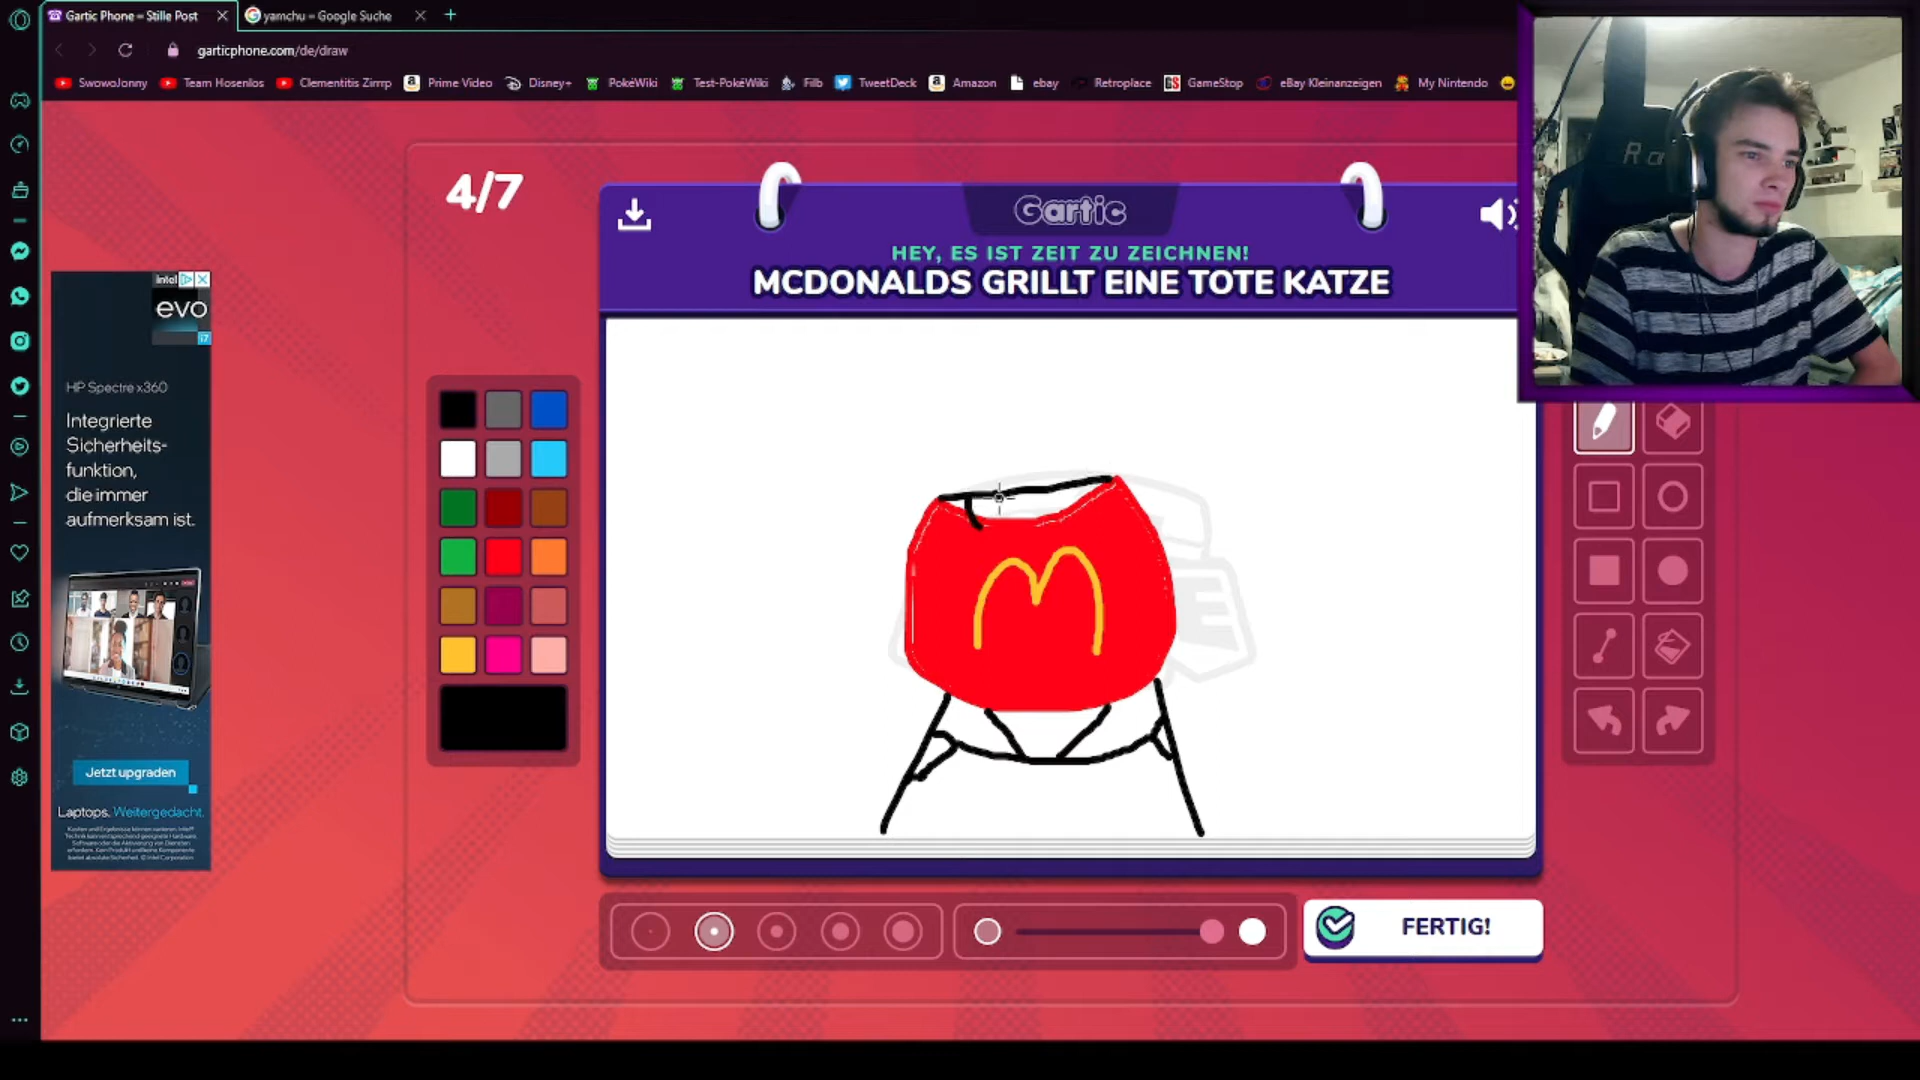 Gartic Phone – Stille Post
yamchu – Google Suche
garticphone.com/de/draw
SwowoJonny
Team Hosenlos
Clementitis Zirrrp
Prime Video
Disney+
PokéWiki
Test-PokéWiki
Filb
TweetDeck
Amazon
ebay
Retroplace
GameStop
eBay Kleinanzeigen
My Nintendo
4/7
Gartic
HEY, ES IST ZEIT ZU ZEICHNEN!
MCDONALDS GRILLT EINE TOTE KATZE
intel
evo
i7
HP Spectre x360
Integrierte
Sicherheits-
funktion,
die immer
aufmerksam ist.
Jetzt upgraden
Laptops. Weitergedacht.
M
FERTIG!